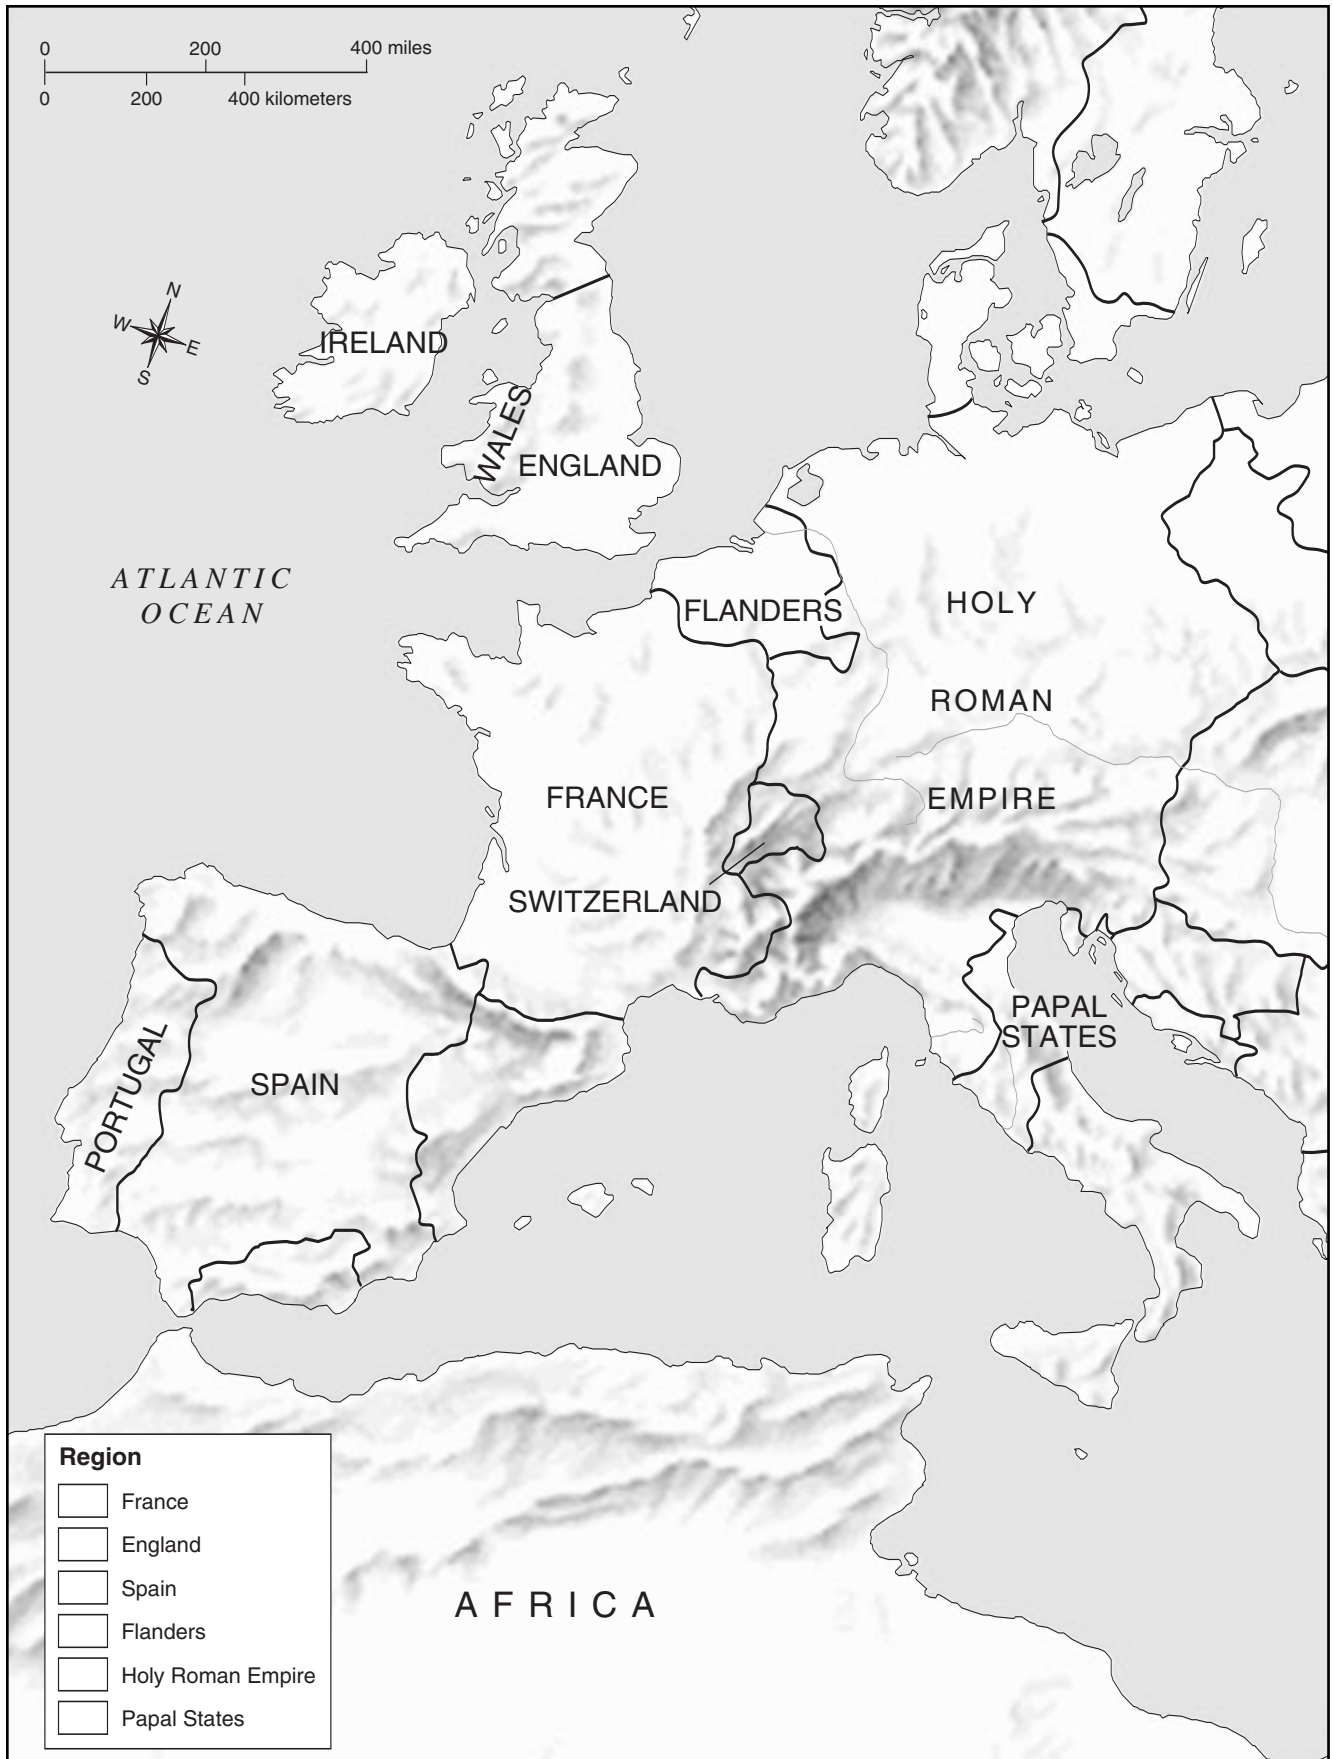 0 200 400 miles
0 200 400 kilometers
N
W
E
S
IRELAND
WALES
ENGLAND
ATLANTIC
OCEAN
FLANDERS
HOLY
ROMAN
EMPIRE
FRANCE
SWITZERLAND
PAPAL
STATES
PORTUGAL
SPAIN
AFRICA
Region
France
England
Spain
Flanders
Holy Roman Empire
Papal States